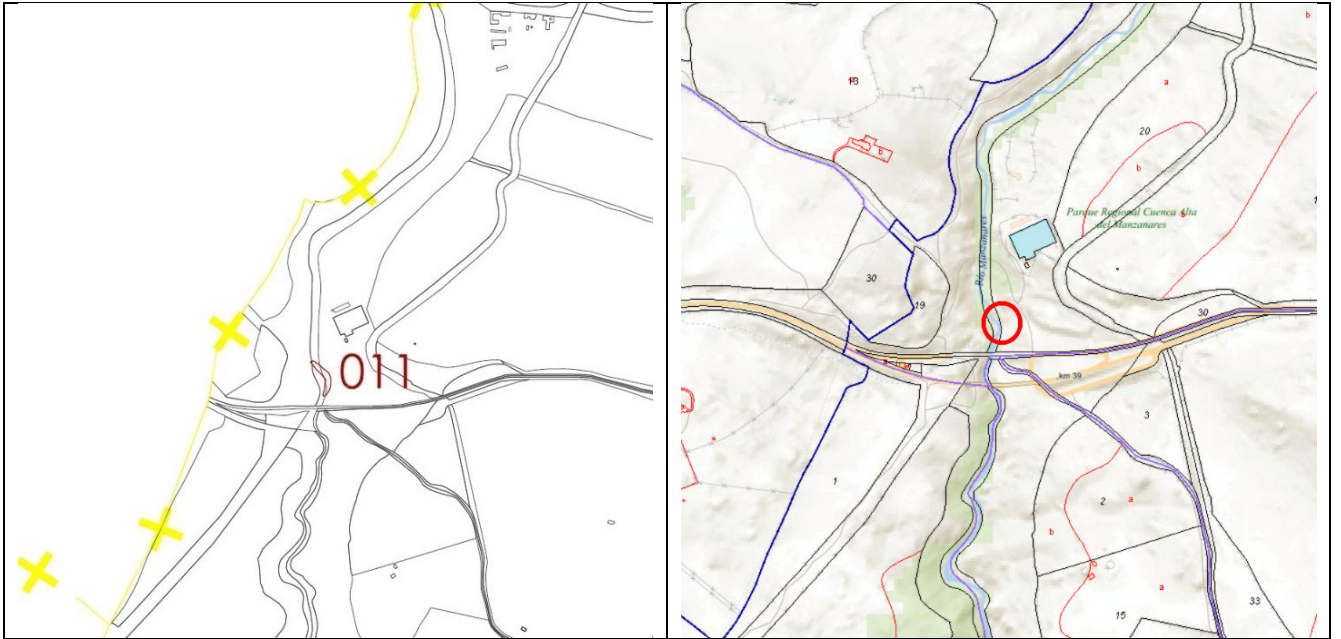 011
b
13
a
20
b
b
Parque Regional Cuenca Alta
del Manzanares
Río Manzanares
30
19
30
km 39
3
1
2
a
b
a
15
33